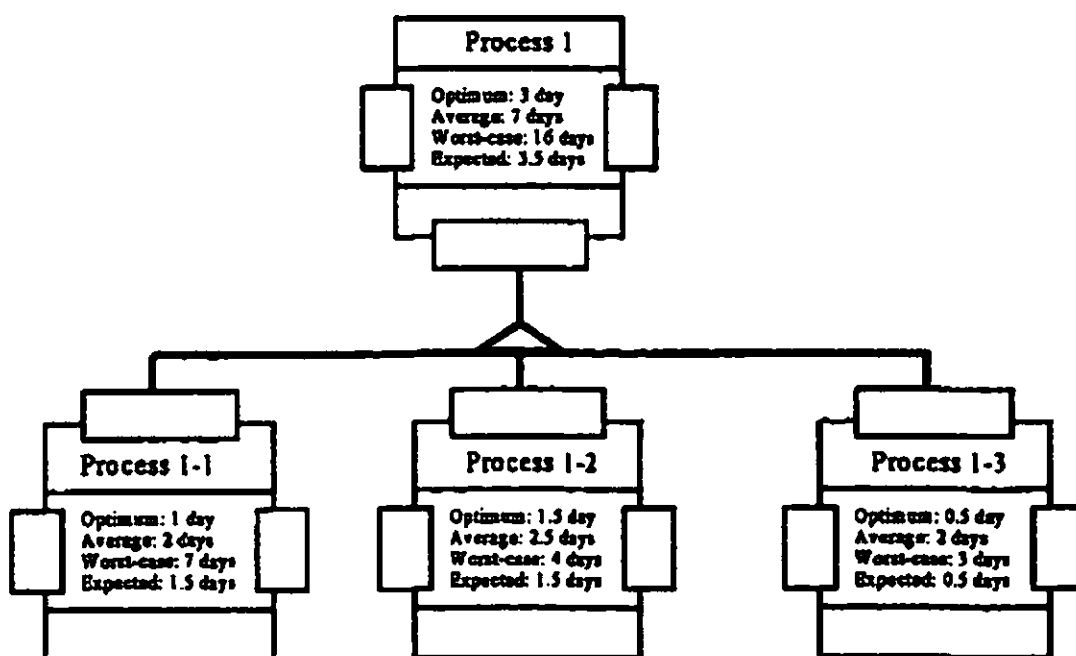 Process 1
Optimum: 3 day
Average: 7 days
Worst-case: 16 days
Expected: 3.5 days
Process 1-1
Optimum: 1 day
Average: 2 days
Worst-case: 7 days
Expected: 1.5 days
Process 1-2
Optimum: 1.5 day
Average: 2.5 days
Worst-case: 4 days
Expected: 1.5 days
Process 1-3
Optimum: 0.5 day
Average: 2 days
Worst-case: 3 days
Expected: 0.5 days